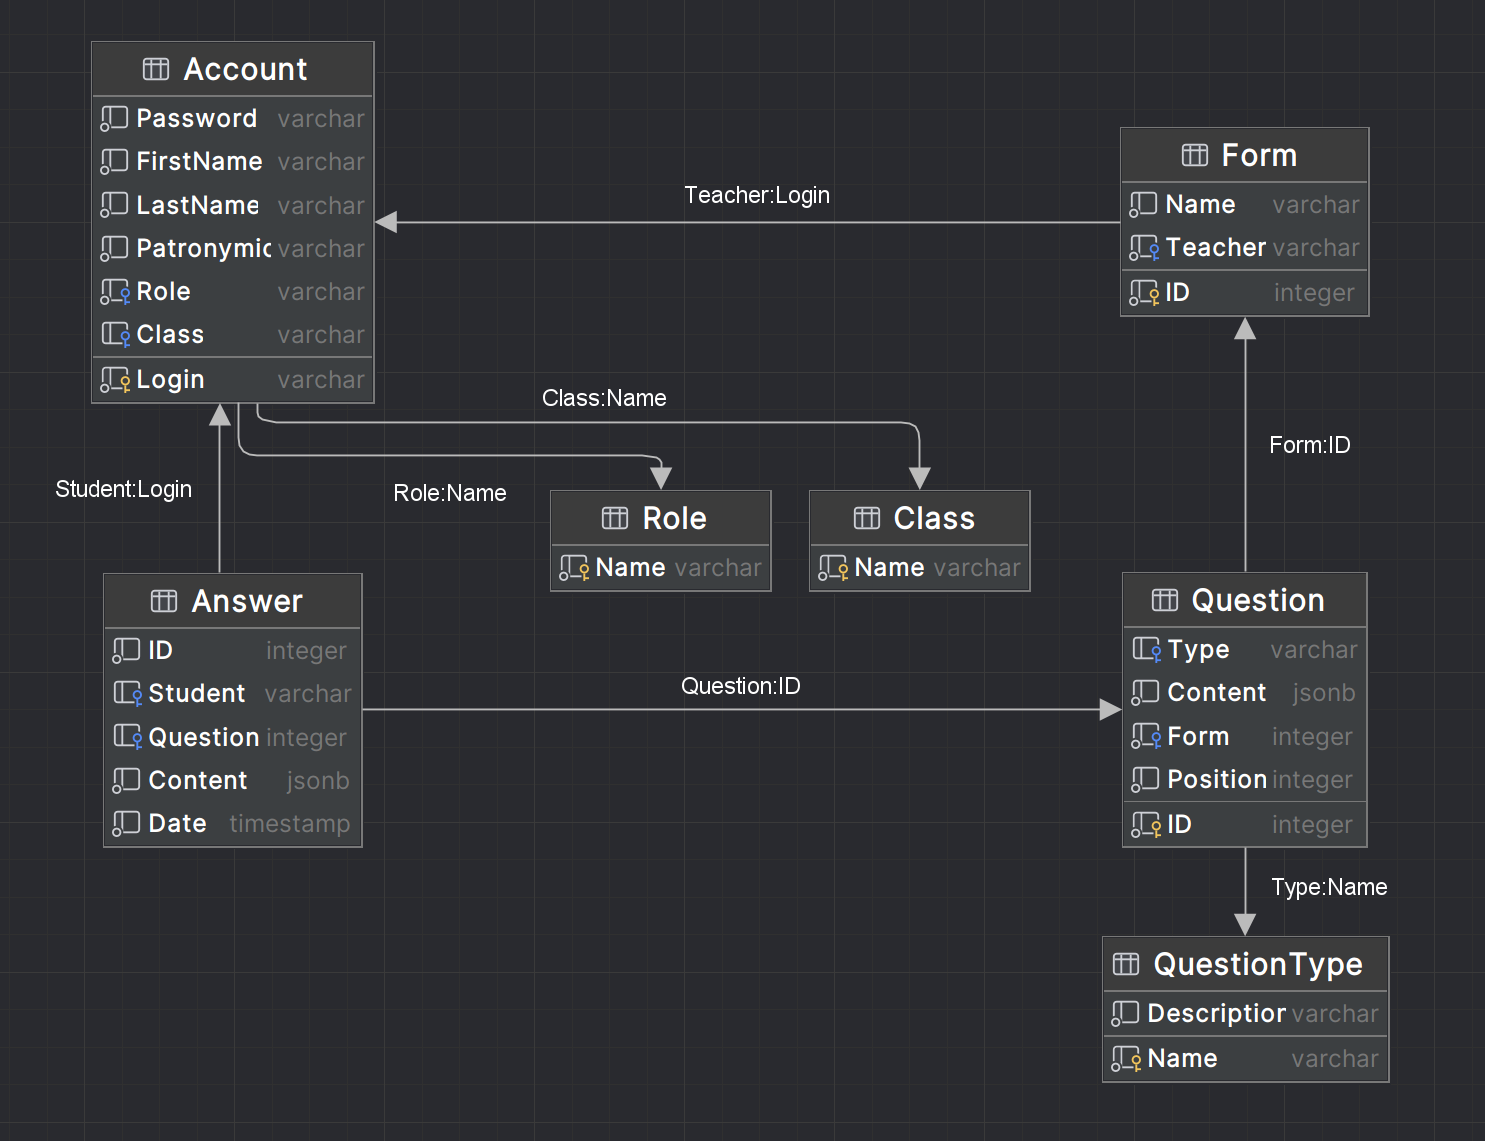 Account
Password varchar
FirstName varchar
LastName varchar
Patronymic varchar
Role varchar
Class varchar
Login varchar
Teacher:Login
Form
Name varchar
Teacher varchar
ID integer
Class:Name
Form:ID
Student:Login
Role:Name
Role
Name varchar
Class
Name varchar
Answer
ID integer
Student varchar
Question integer
Content jsonb
Date timestamp
Question:ID
Question
Type varchar
Content jsonb
Form integer
Position integer
ID integer
Type:Name
QuestionType
Description varchar
Name varchar